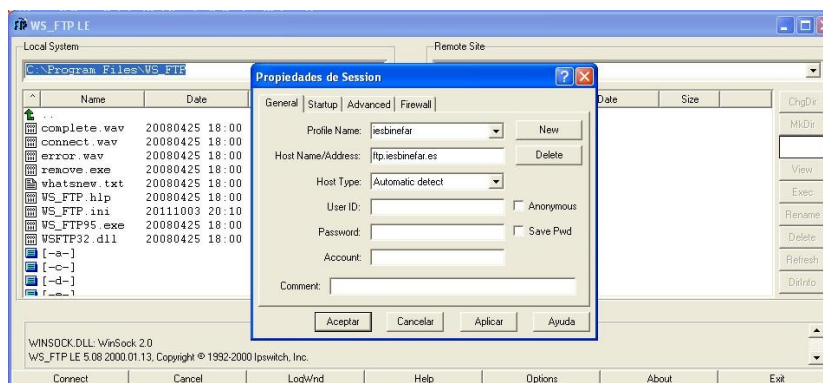 WS_FTP LE
Local System
Remote Site
C:\Program Files\WS_FTP
Name Date
Date Size
ChgDir
..
complete.wav 20080425 18:00
MkDir
connect.wav 20080425 18:00
error.wav 20080425 18:00
remove.exe 20080425 18:00
View
whatsnew.txt 20080425 18:00
Exec
WS_FTP.hlp 20080425 18:00
WS_FTP.ini 20111003 20:10
Rename
WS_FTP95.exe 20080425 18:00
WSFTP32.dll 20080425 18:00
Delete
[-a-]
Refresh
[-c-]
[-d-]
DirInfo
[-e-]
Propiedades de Session
General Startup Advanced Firewall
Profile Name: iesbinefar New
Host Name/Address: ftp.iesbinefar.es Delete
Host Type: Automatic detect
User ID: Anonymous
Password: Save Pwd
Account:
Comment:
Aceptar Cancelar Aplicar Ayuda
WINSOCK.DLL: WinSock 2.0
WS_FTP LE 5.08 2000.01.13, Copyright © 1992-2000 Ipswitch, Inc.
Connect Cancel LogWnd Help Options About Exit